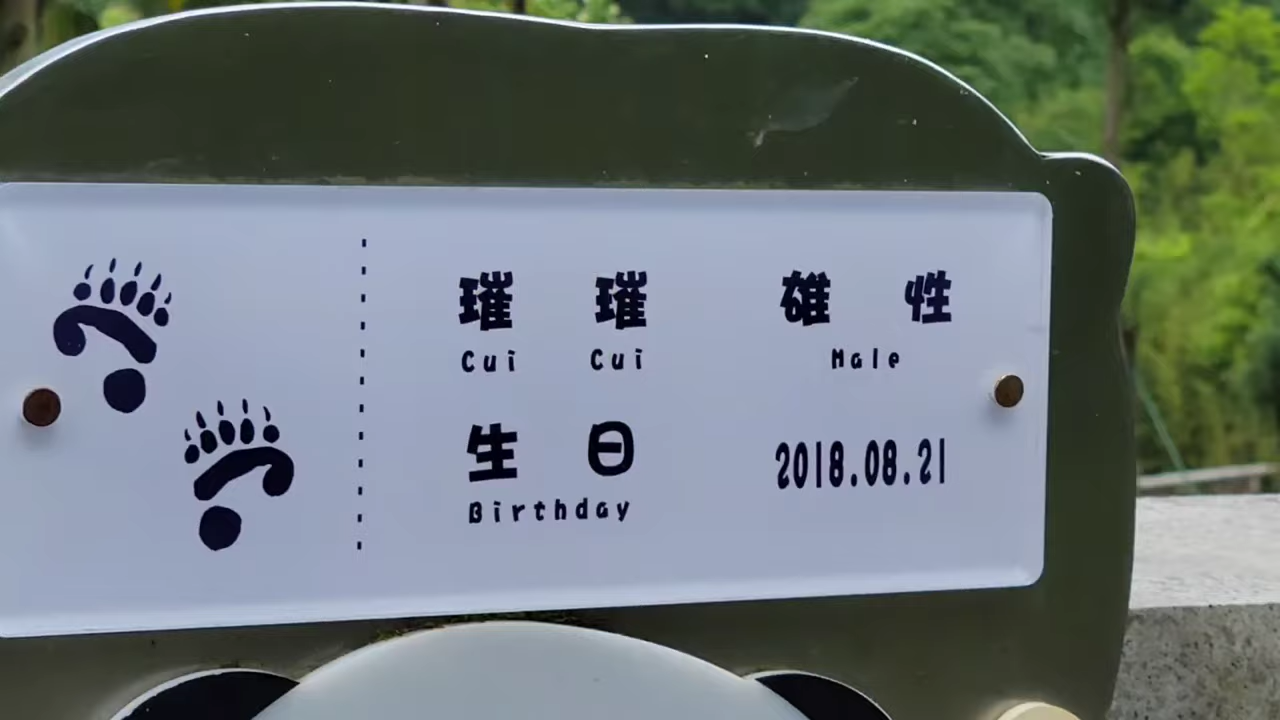 璀 璀 雄 性
Cui Cui Male
生 日 2018.08.21
Birthday